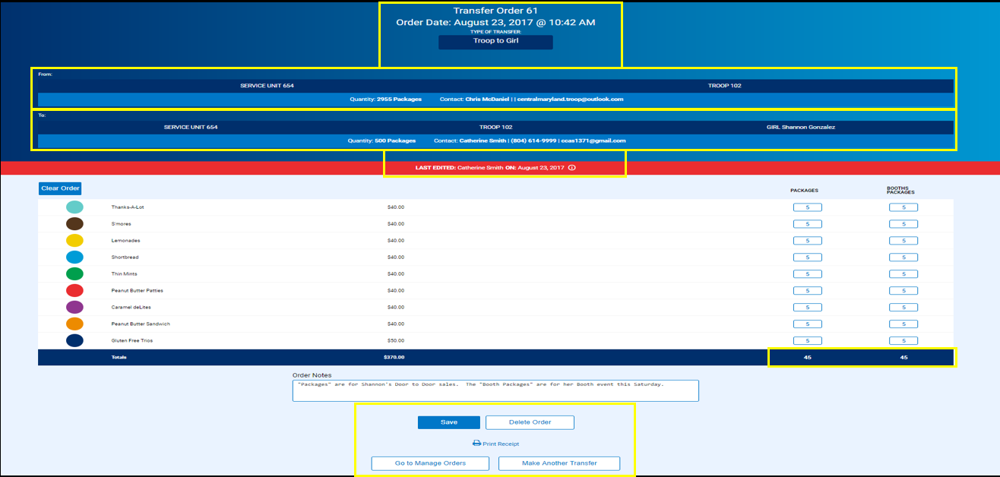 Transfer Order 61
Order Date: August 23, 2017 @ 10:42 AM
TYPE OF TRANSFER:
Troop to Girl
From:
SERVICE UNIT 654 TROOP 102
Quantity: 2955 Packages Contact: Chris McDaniel | | centralmaryland.troop@outlook.com
To:
SERVICE UNIT 654 TROOP 102 GIRL Shannon Gonzalez
Quantity: 500 Packages Contact: Catherine Smith | (804) 614-9999 | ccas1371@gmail.com
LAST EDITED: Catherine Smith ON: August 23, 2017
Clear Order PACKAGES BOOTHS PACKAGES
Thanks-A-Lot $40.00 5 5
S'mores $40.00 5 5
Lemonades $40.00 5 5
Shortbread $40.00 5 5
Thin Mints $40.00 5 5
Peanut Butter Patties $40.00 5 5
Caramel deLites $40.00 5 5
Peanut Butter Sandwich $40.00 5 5
Gluten Free Trios $50.00 5 5
Totals $370.00 45 45
Order Notes
"Packages" are for Shannon's Door to Door sales. The "Booth Packages" are for her Booth event this Saturday.
Save Delete Order
Print Receipt
Go to Manage Orders Make Another Transfer